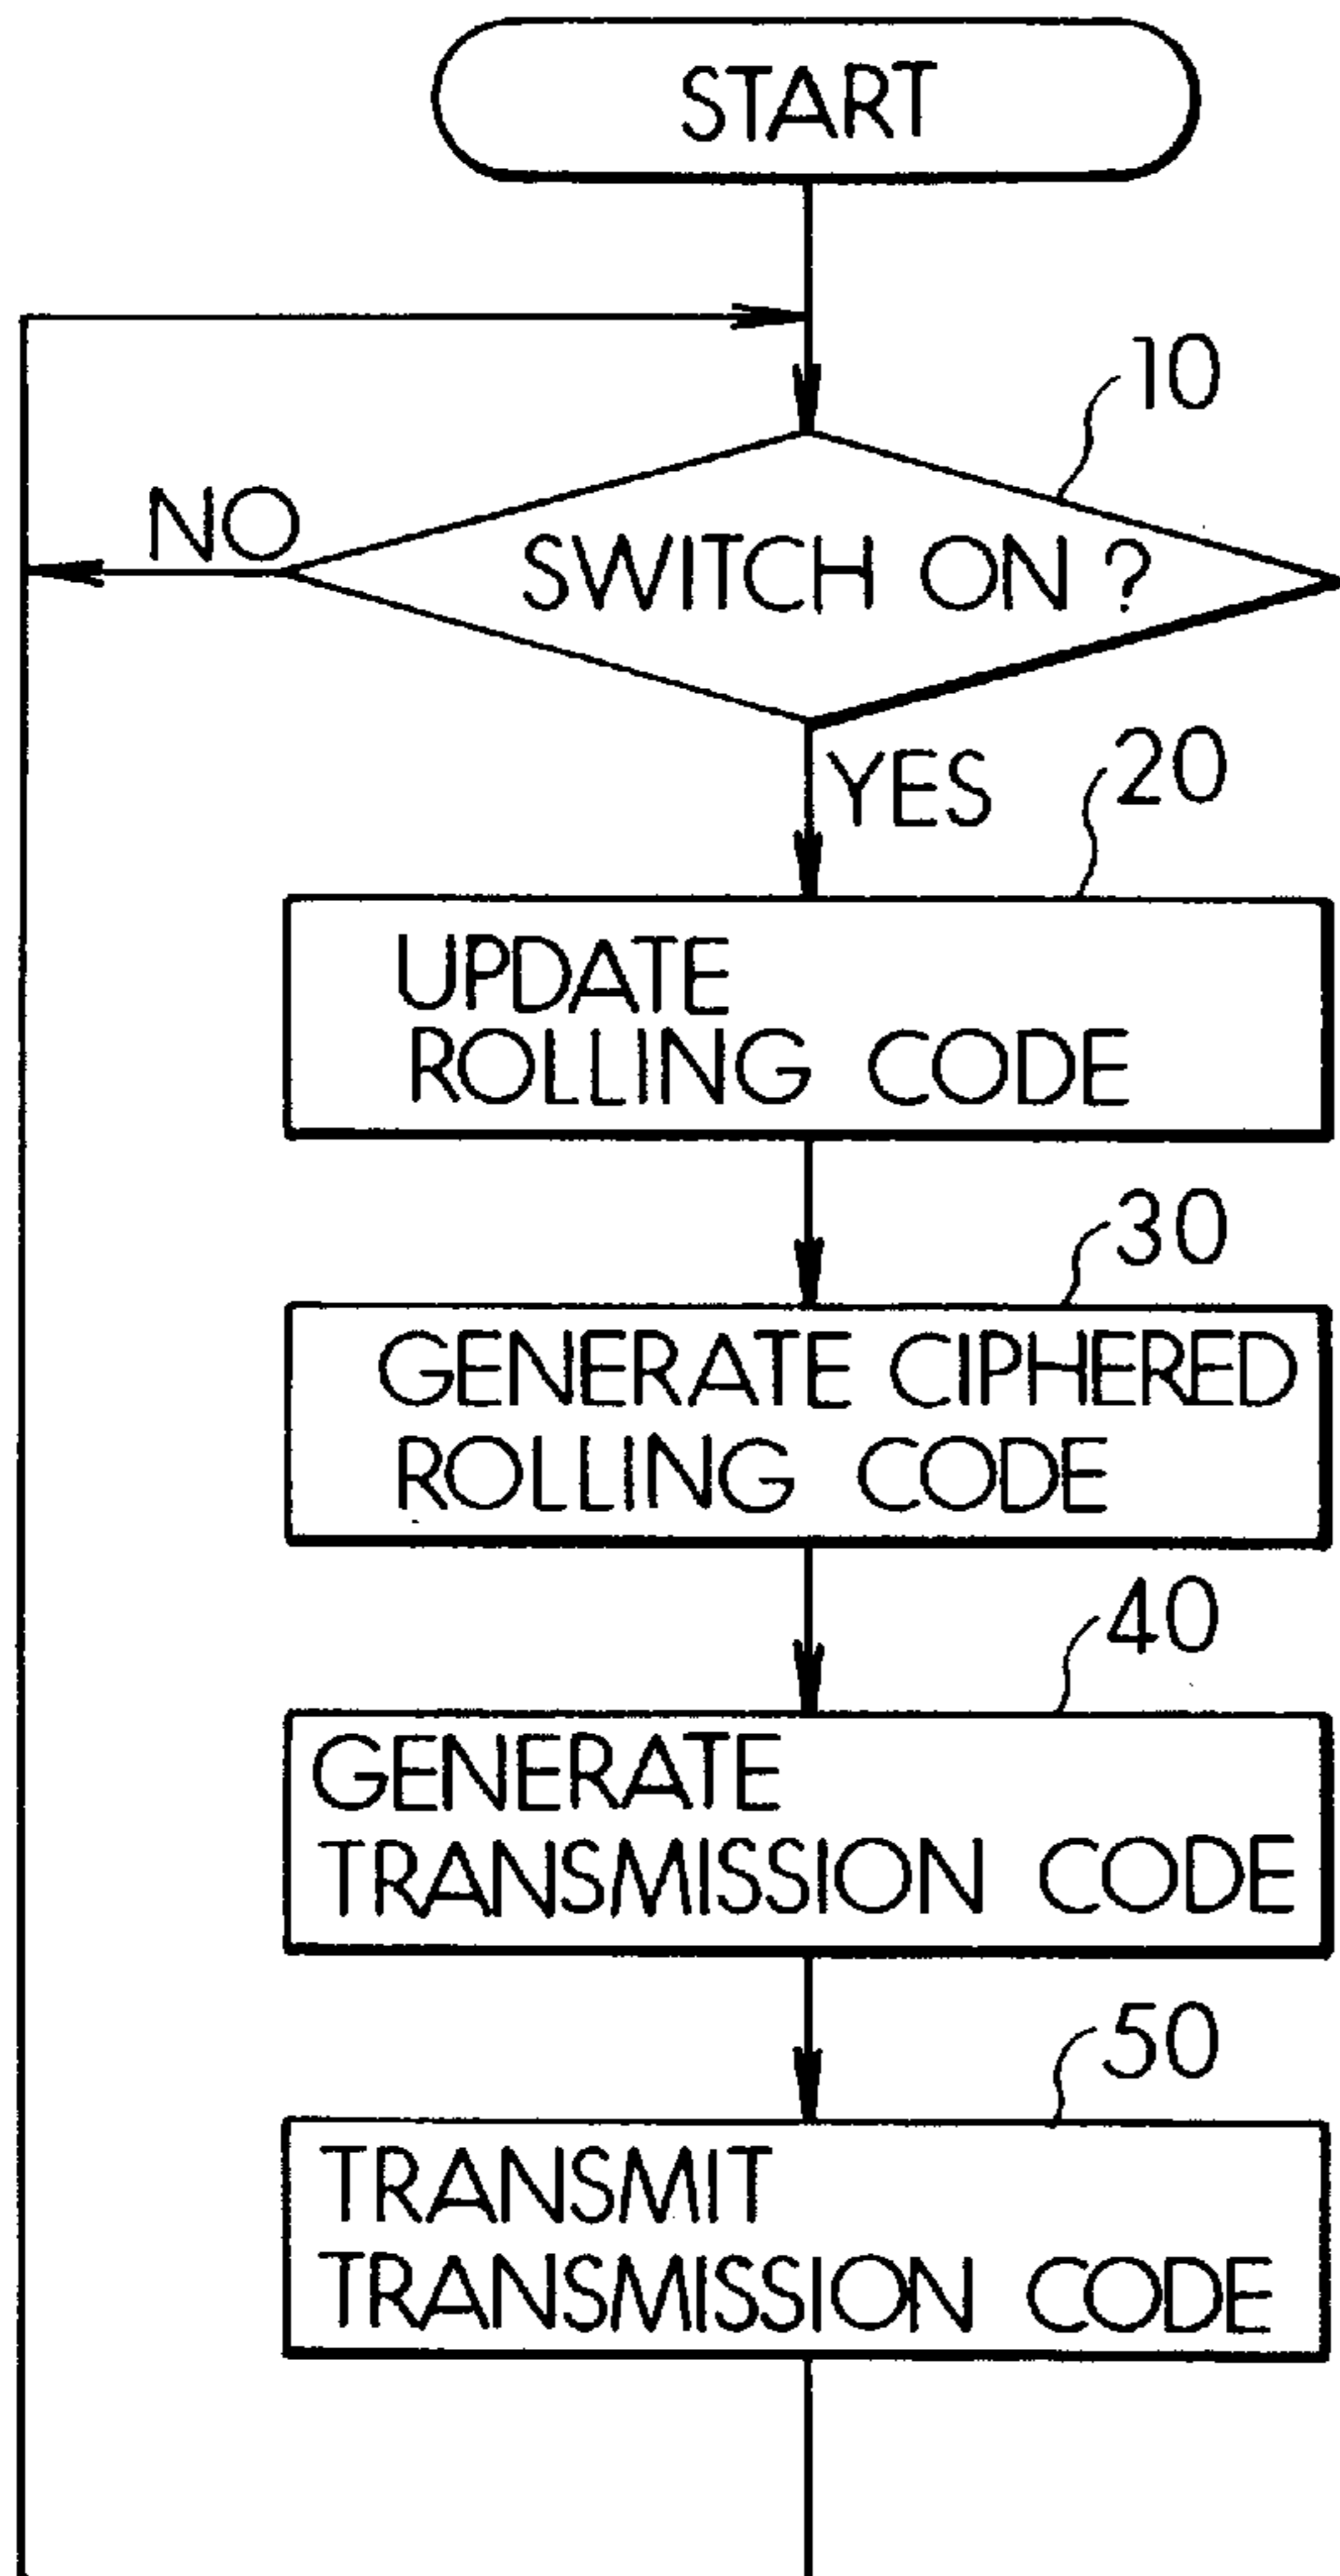 START
10
NO
SWITCH ON ?
YES
20
UPDATE
ROLLING CODE
30
GENERATE CIPHERED
ROLLING CODE
40
GENERATE
TRANSMISSION CODE
50
TRANSMIT
TRANSMISSION CODE